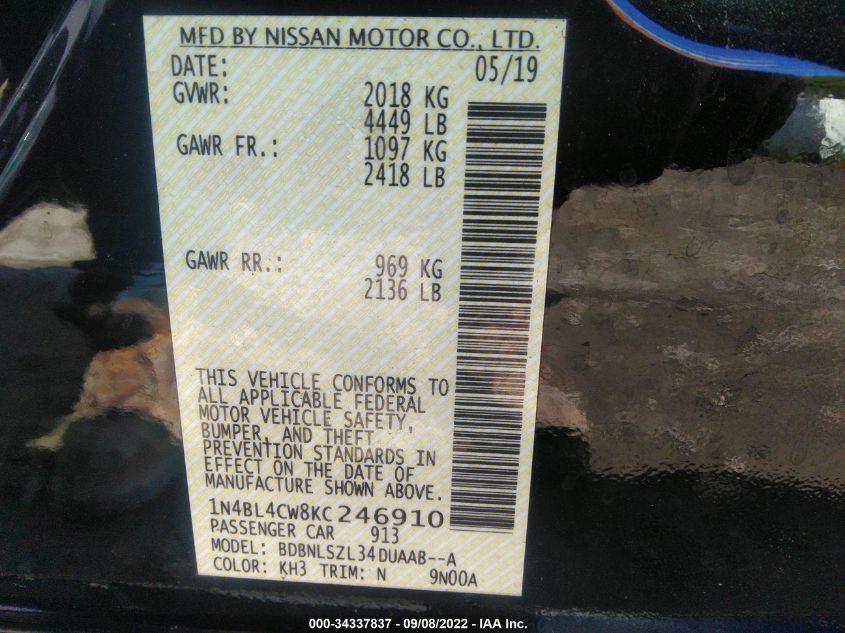 MFD BY NISSAN MOTOR CO., LTD.
DATE: 05/19
GVWR: 2018 KG
4449 LB
GAWR FR.: 1097 KG
2418 LB
GAWR RR.: 969 KG
2136 LB
THIS VEHICLE CONFORMS TO
ALL APPLICABLE FEDERAL
MOTOR VEHICLE SAFETY,
BUMPER, AND THEFT
PREVENTION STANDARDS IN
EFFECT ON THE DATE OF
MANUFACTURE SHOWN ABOVE.
1N4BL4CW8KC246910
PASSENGER CAR 913
MODEL: BDBNLSZL34DUAAB--A
COLOR: KH3 TRIM: N 9N00A
000-34337837 - 09/08/2022 - IAA Inc.